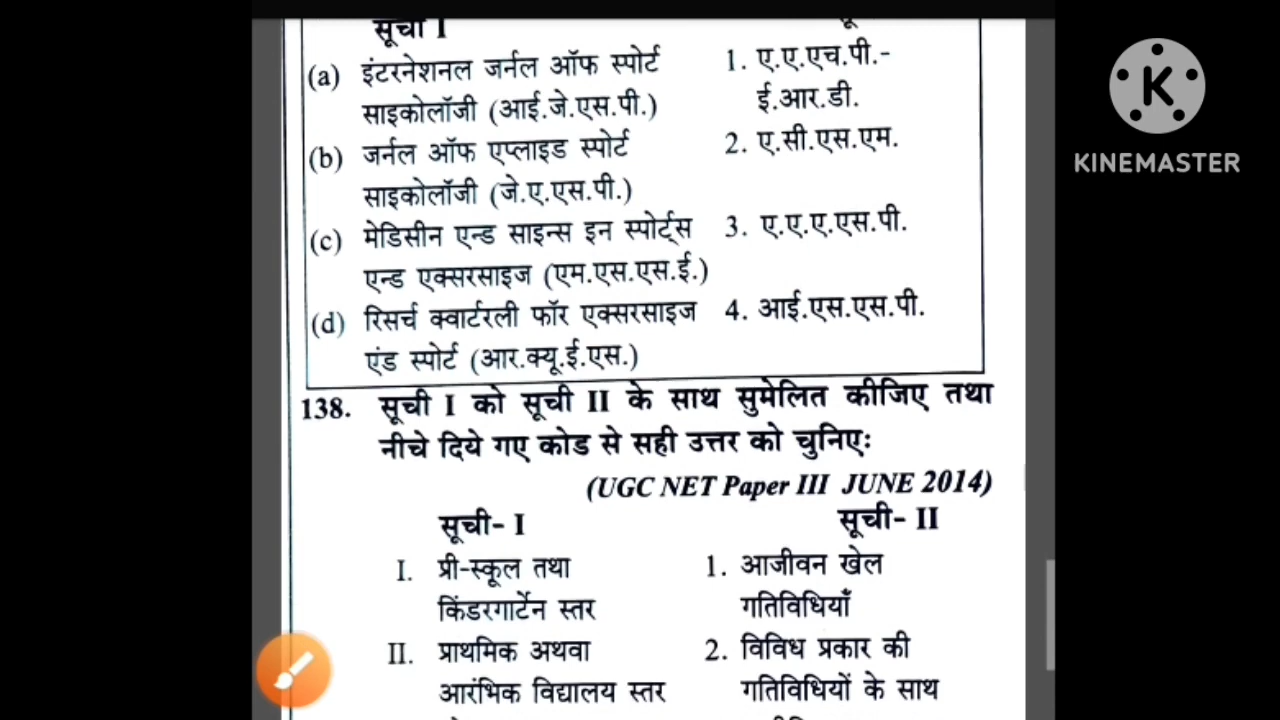 सूची I
(a) इंटरनेशनल जर्नल ऑफ स्पोर्ट 1. ए.ए.एच.पी.-
साइकोलॉजी (आई.जे.एस.पी.) ई.आर.डी.
(b) जर्नल ऑफ एप्लाइड स्पोर्ट 2. ए.सी.एस.एम.
साइकोलॉजी (जे.ए.एस.पी.)
(c) मेडिसीन एन्ड साइन्स इन स्पोर्ट्स 3. ए.ए.ए.एस.पी.
एन्ड एक्सरसाइज (एम.एस.एस.ई.)
(d) रिसर्च क्वार्टरली फॉर एक्सरसाइज 4. आई.एस.एस.पी.
एंड स्पोर्ट (आर.क्यू.ई.एस.)
138. सूची I को सूची II के साथ सुमेलित कीजिए तथा
नीचे दिये गए कोड से सही उत्तर को चुनिएः
(UGC NET Paper III JUNE 2014)
सूची- I सूची- II
I. प्री-स्कूल तथा 1. आजीवन खेल
किंडरगार्टेन स्तर गतिविधियाँ
II. प्राथमिक अथवा 2. विविध प्रकार की
आरंभिक विद्यालय स्तर गतिविधियों के साथ
K
KINEMASTER